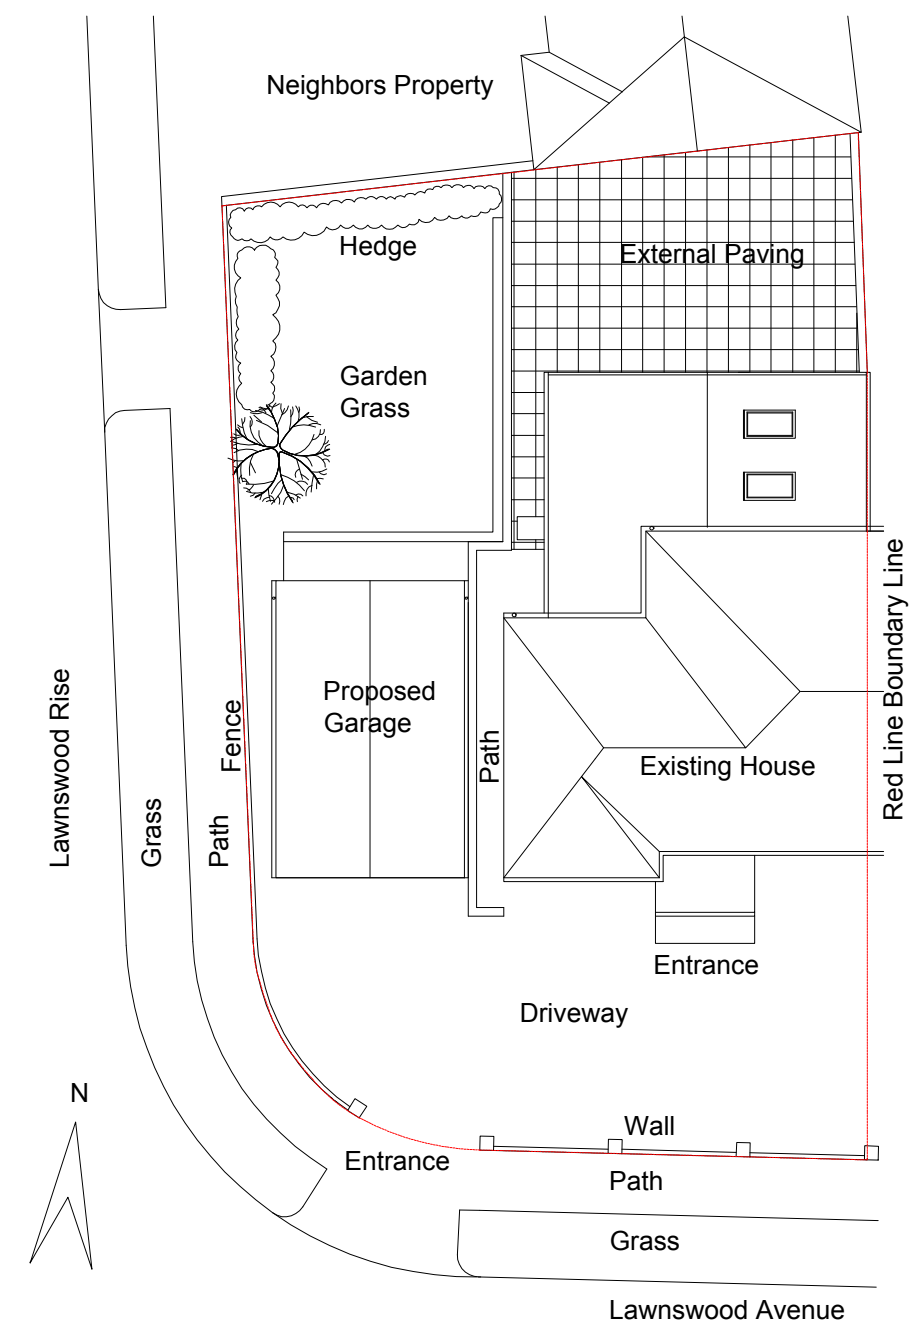 Neighbors Property
Hedge
External Paving
Garden
Grass
Red Line Boundary Line
Lawnswood Rise
Grass
Path
Fence
Proposed
Garage
Path
Existing House
Entrance
Driveway
N
Wall
Entrance
Path
Grass
Lawnswood Avenue